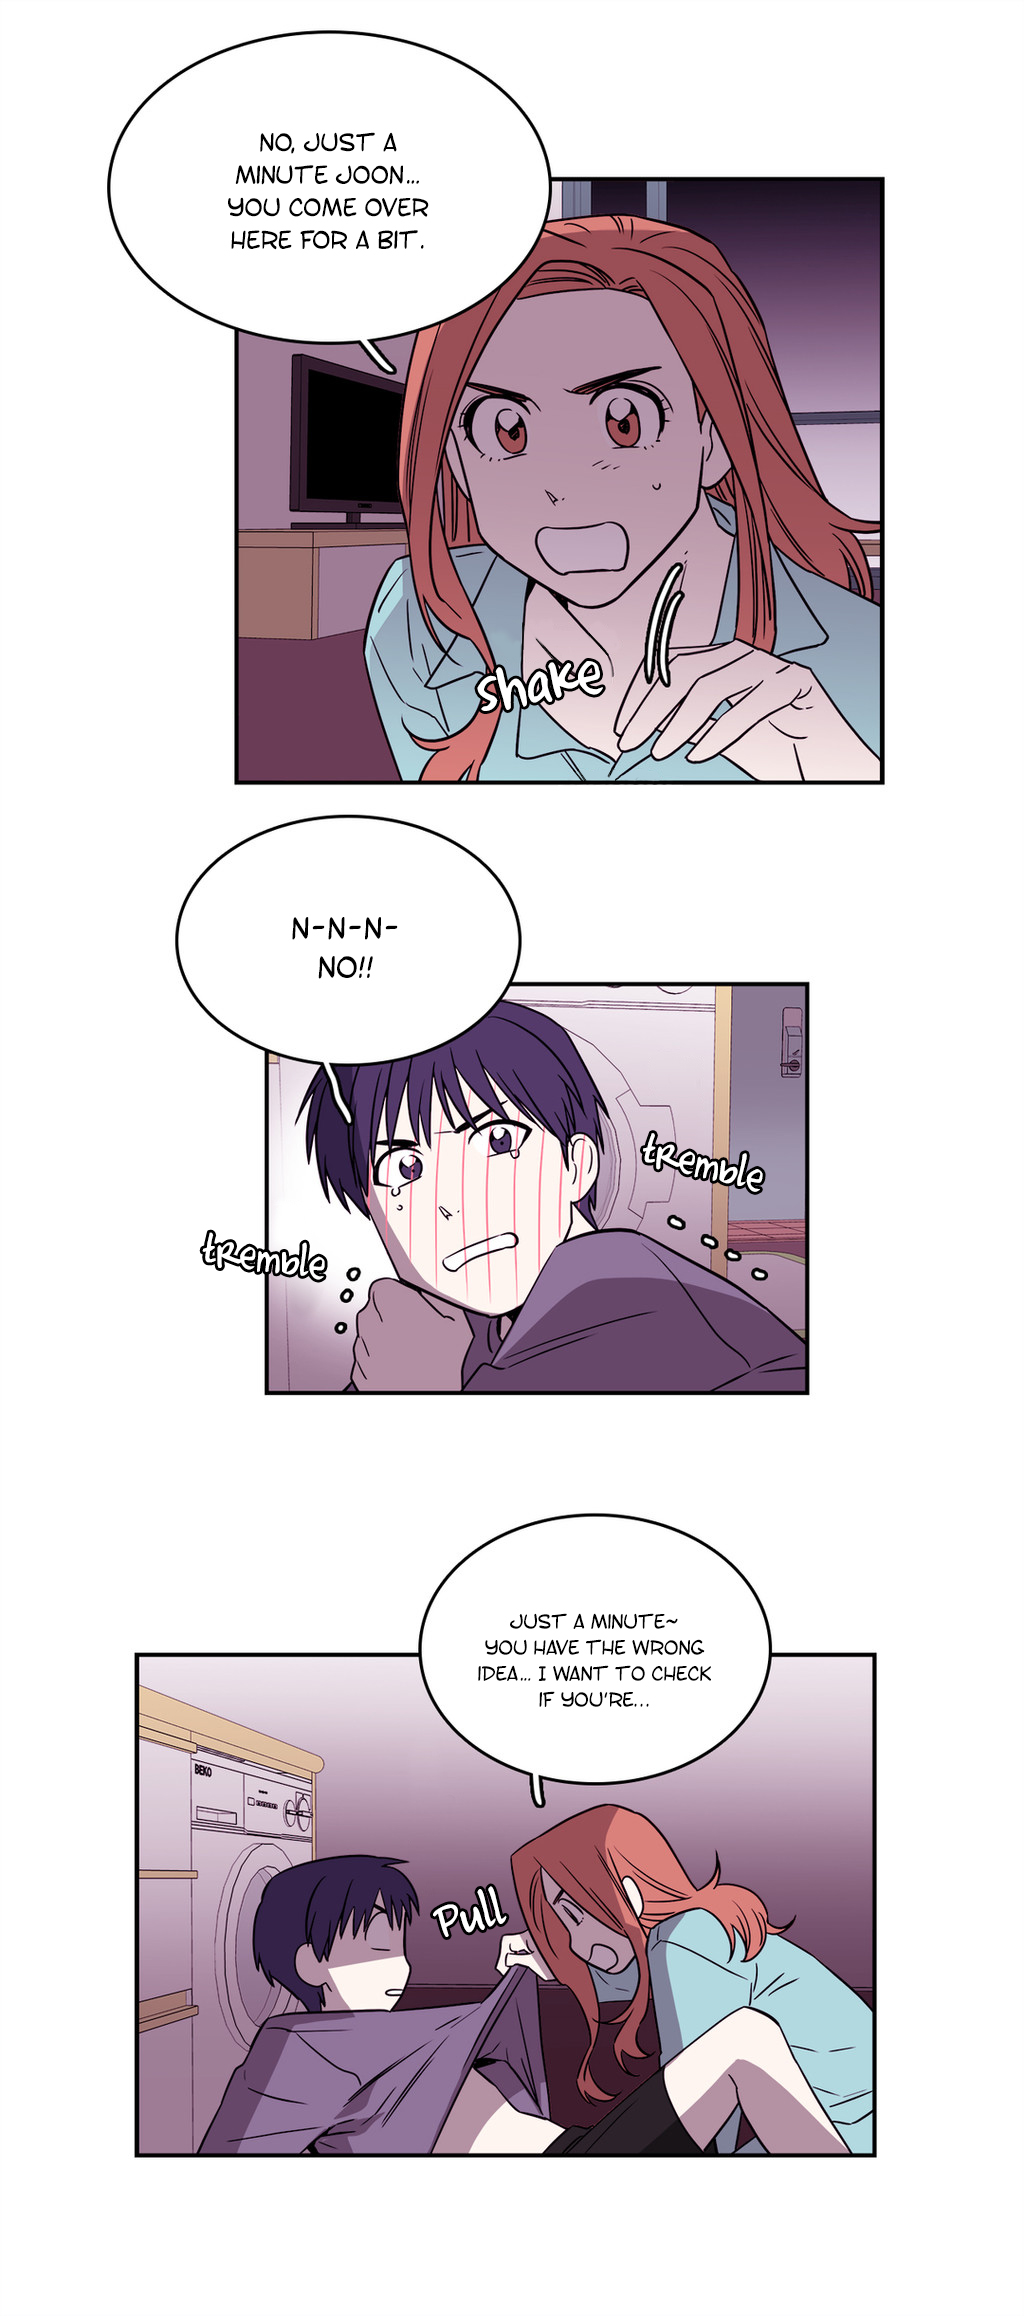 NO, JUST A
MINUTE JOON...
YOU COME OVER
HERE FOR A BIT.
shake
N-N-N-
NO!!
tremble
tremble
JUST A MINUTE~
YOU HAVE THE WRONG
IDEA... I WANT TO CHECK
IF YOU'RE...
BEKO
Pull